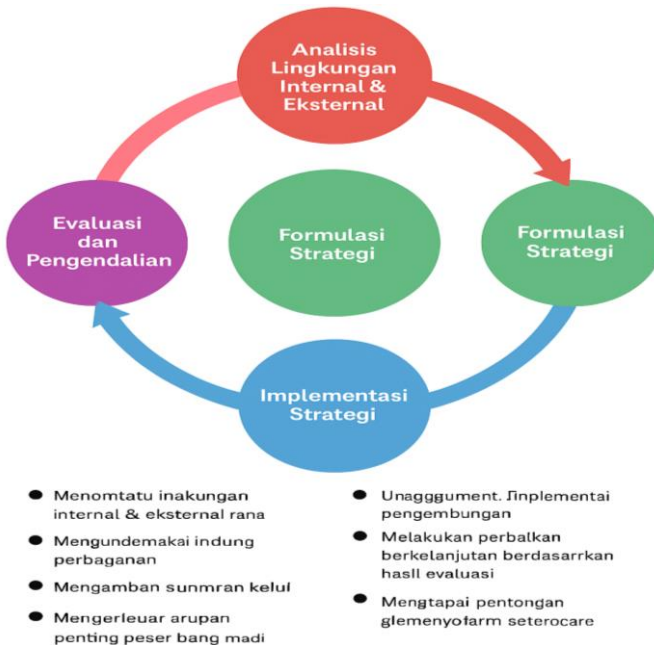 Analisis
Lingkungan
Internal &
Eksternal
Evaluasi
dan
Pengendalian
Formulasi
Strategi
Formulasi
Strategi
Implementasi
Strategi
● Menomtatu inakungan
internal & eksternal rana
● Mengundemakai indung
perbaganan
● Mengamban sunmran kelul
● Mengerleuar arupan
penting peser bang madi
● Unagggument. linplementai
pengembungan
● Melakukan perbalkan
berkelanjutan berdasarrkan
hasll evaluasi
● Mengtapai pentongan
glemenyofarm seterocare